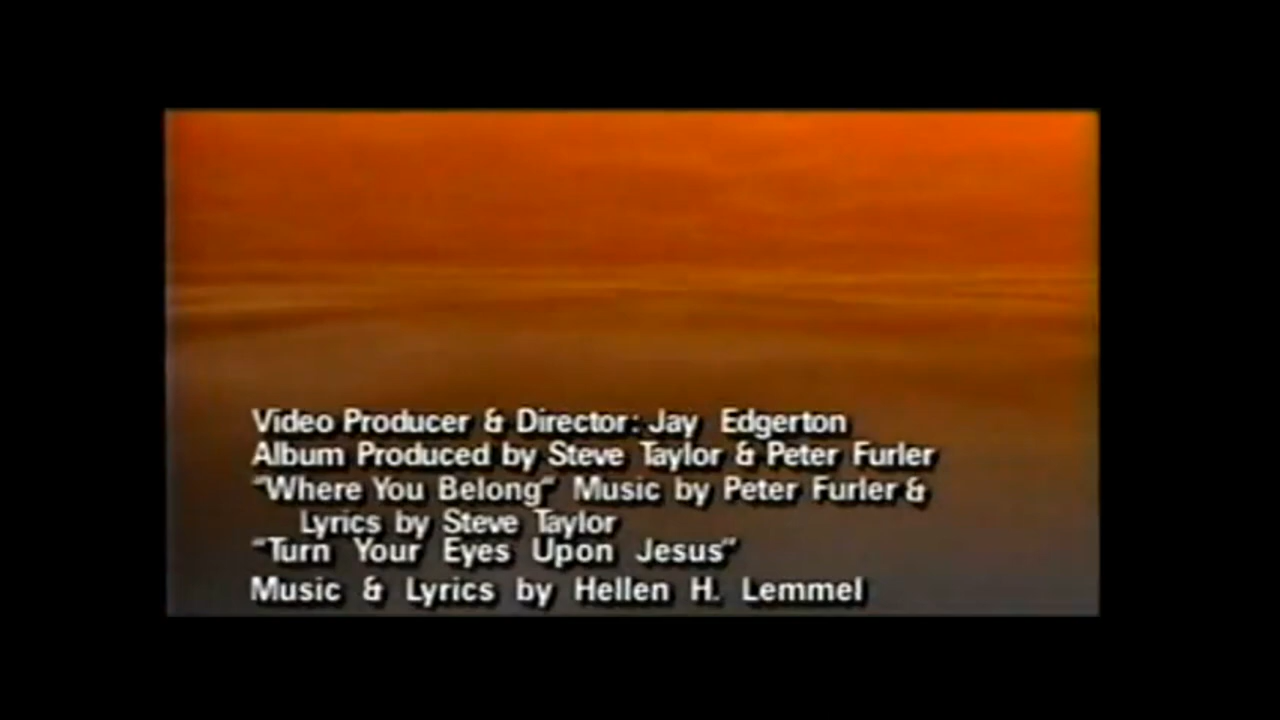 Video Producer & Director: Jay Edgerton
Album Produced by Steve Taylor & Peter Furler
"Where You Belong" Music by Peter Furler &
Lyrics by Steve Taylor
"Turn Your Eyes Upon Jesus"
Music & Lyrics by Hellen H. Lemmel